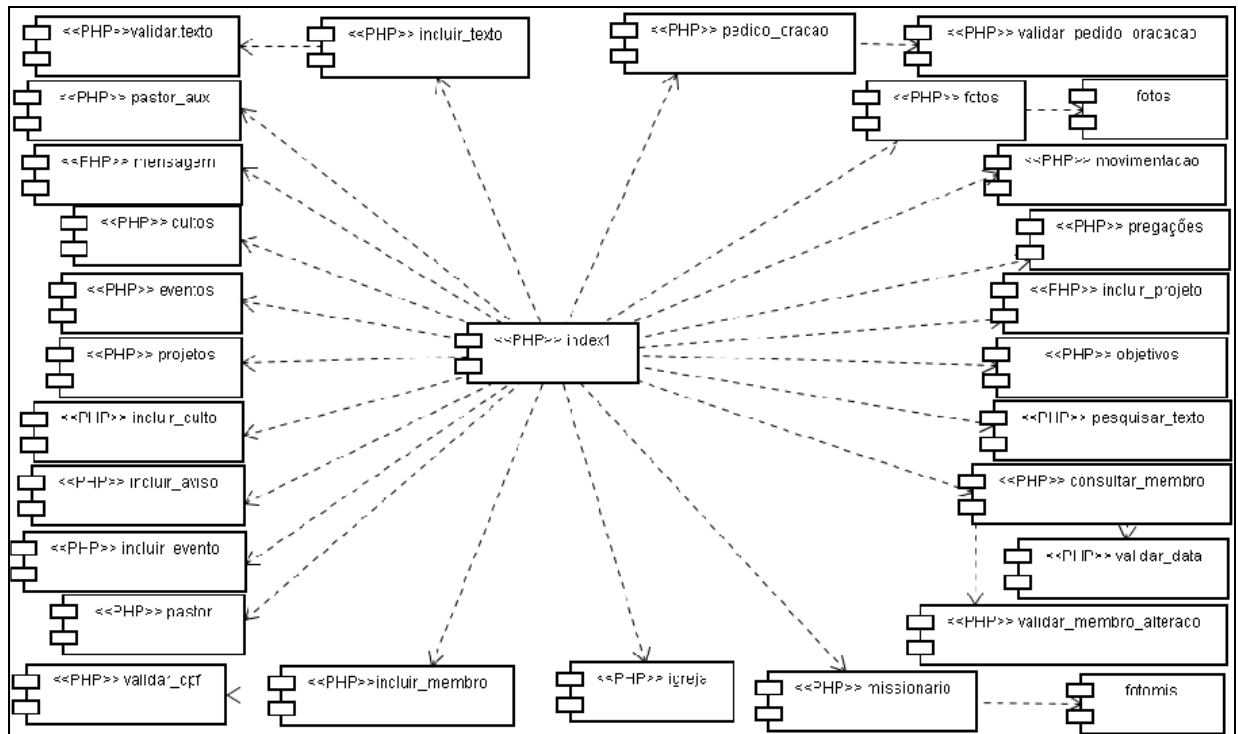 <<PHP>>validar.texto
<<PHP>> incluir_texto
<<PHP>> pedico_cracao
<<PHP>> validar_pedido_oracacao
<<PHP>> pastor_aux
<<PHP>> fotos
fotos
<<PHP>> mensagem
<<PHP>> movimentacao
<<PHP>> cultos
<<PHP>> pregações
<<PHP>> eventos
<<PHP>> incluir_projeto
<<PHP>> index1
<<PHP>> projetos
<<PHP>> objetivos
<<PHP>> incluir_culto
<<PHP>> pesquisar_texto
<<PHP>> incluir_aviso
<<PHP>> consultar_membro
<<PHP>> incluir_evento
<<PHP>> validar_data
<<PHP>> pastor
<<PHP>> validar_membro_alteraco
<<PHP>> validar_cpf
<<PHP>>incluir_membro
<<PHP>> igreja
<<PHP>> missionario
fotomis